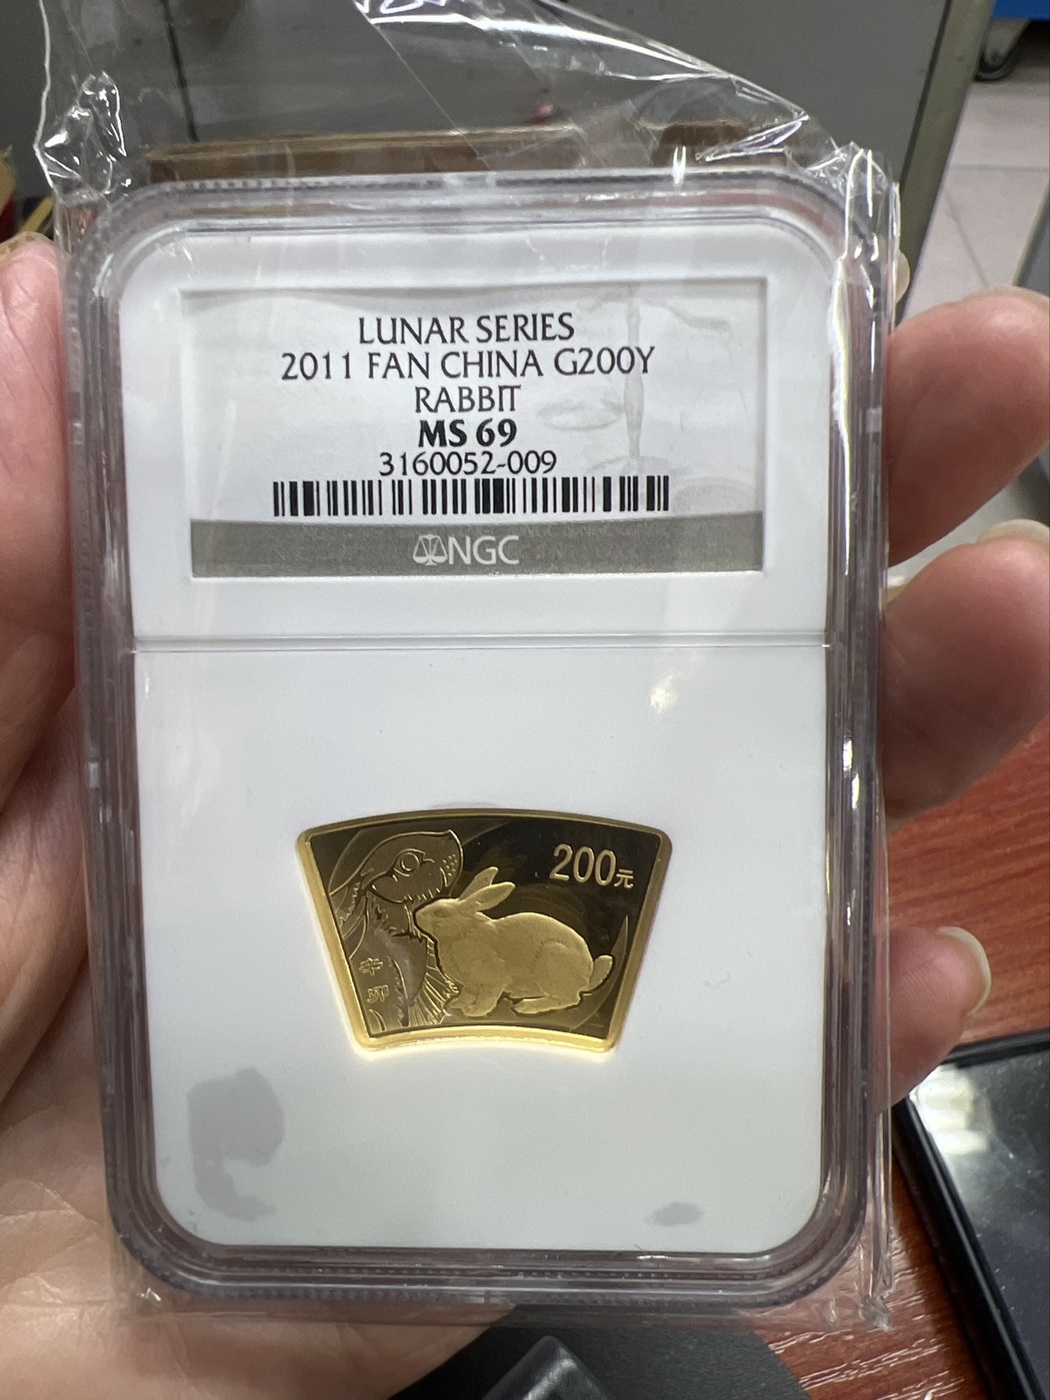 LUNAR SERIES
2011 FAN CHINA G200Y
RABBIT
MS 69
3160052-009
NGC
200元
辛
卯